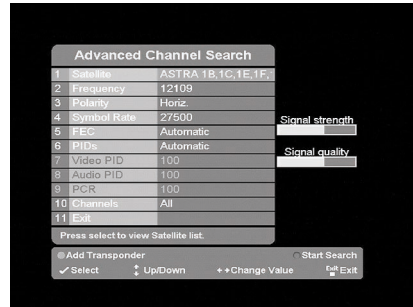 Advanced Channel Search
1 Satellite ASTRA 1B,1C,1E,1F,
2 Frequency 12109
3 Polarity Horiz.
4 Symbol Rate 27500
5 FEC Automatic
6 PIDs Automatic
7 Video PID 100
8 Audio PID 100
9 PCR 100
10 Channels All
11 Exit
Signal strength
Signal quality
Press select to view Satellite list.
Add Transponder Start Search
Select Up/Down Change Value Exit Exit